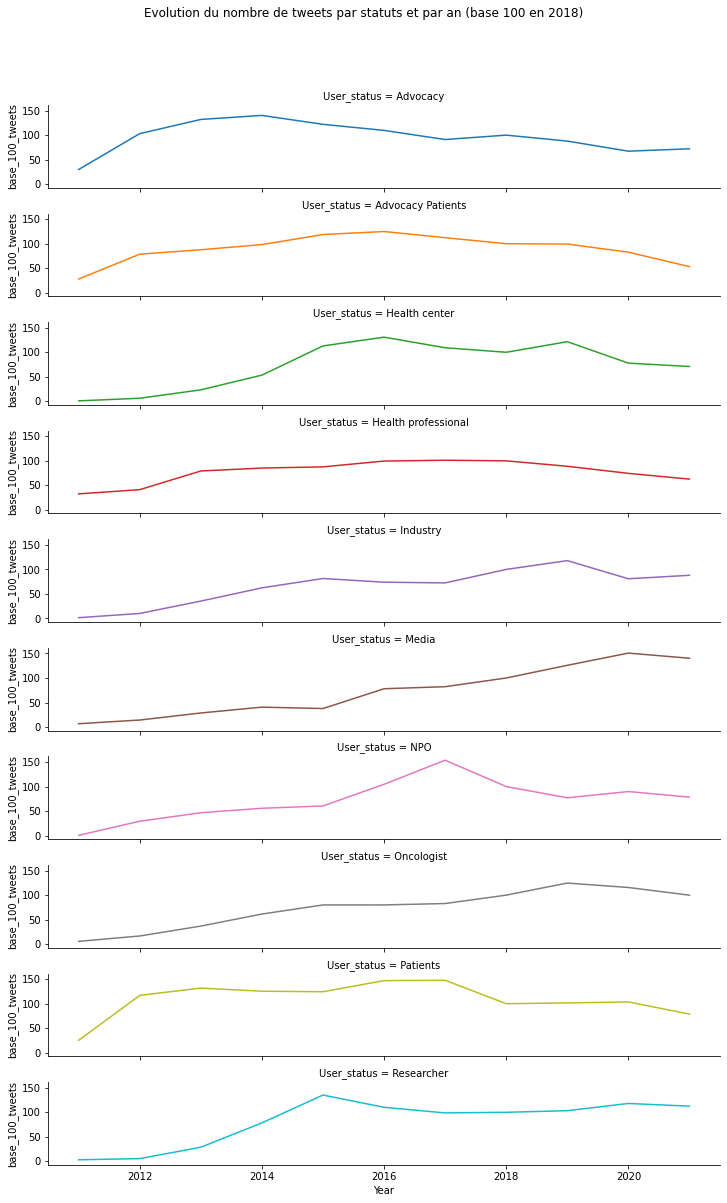 Evolution du nombre de tweets par statuts et par an (base 100 en 2018)
User_status = Advocacy
base_100_tweets
150
100
50
0
User_status = Advocacy Patients
base_100_tweets
150
100
50
0
User_status = Health center
base_100_tweets
150
100
50
0
User_status = Health professional
base_100_tweets
150
100
50
0
User_status = Industry
base_100_tweets
150
100
50
0
User_status = Media
base_100_tweets
150
100
50
0
User_status = NPO
base_100_tweets
150
100
50
0
User_status = Oncologist
base_100_tweets
150
100
50
0
User_status = Patients
base_100_tweets
150
100
50
0
User_status = Researcher
base_100_tweets
150
100
50
0
2012 2014 2016 2018 2020
Year